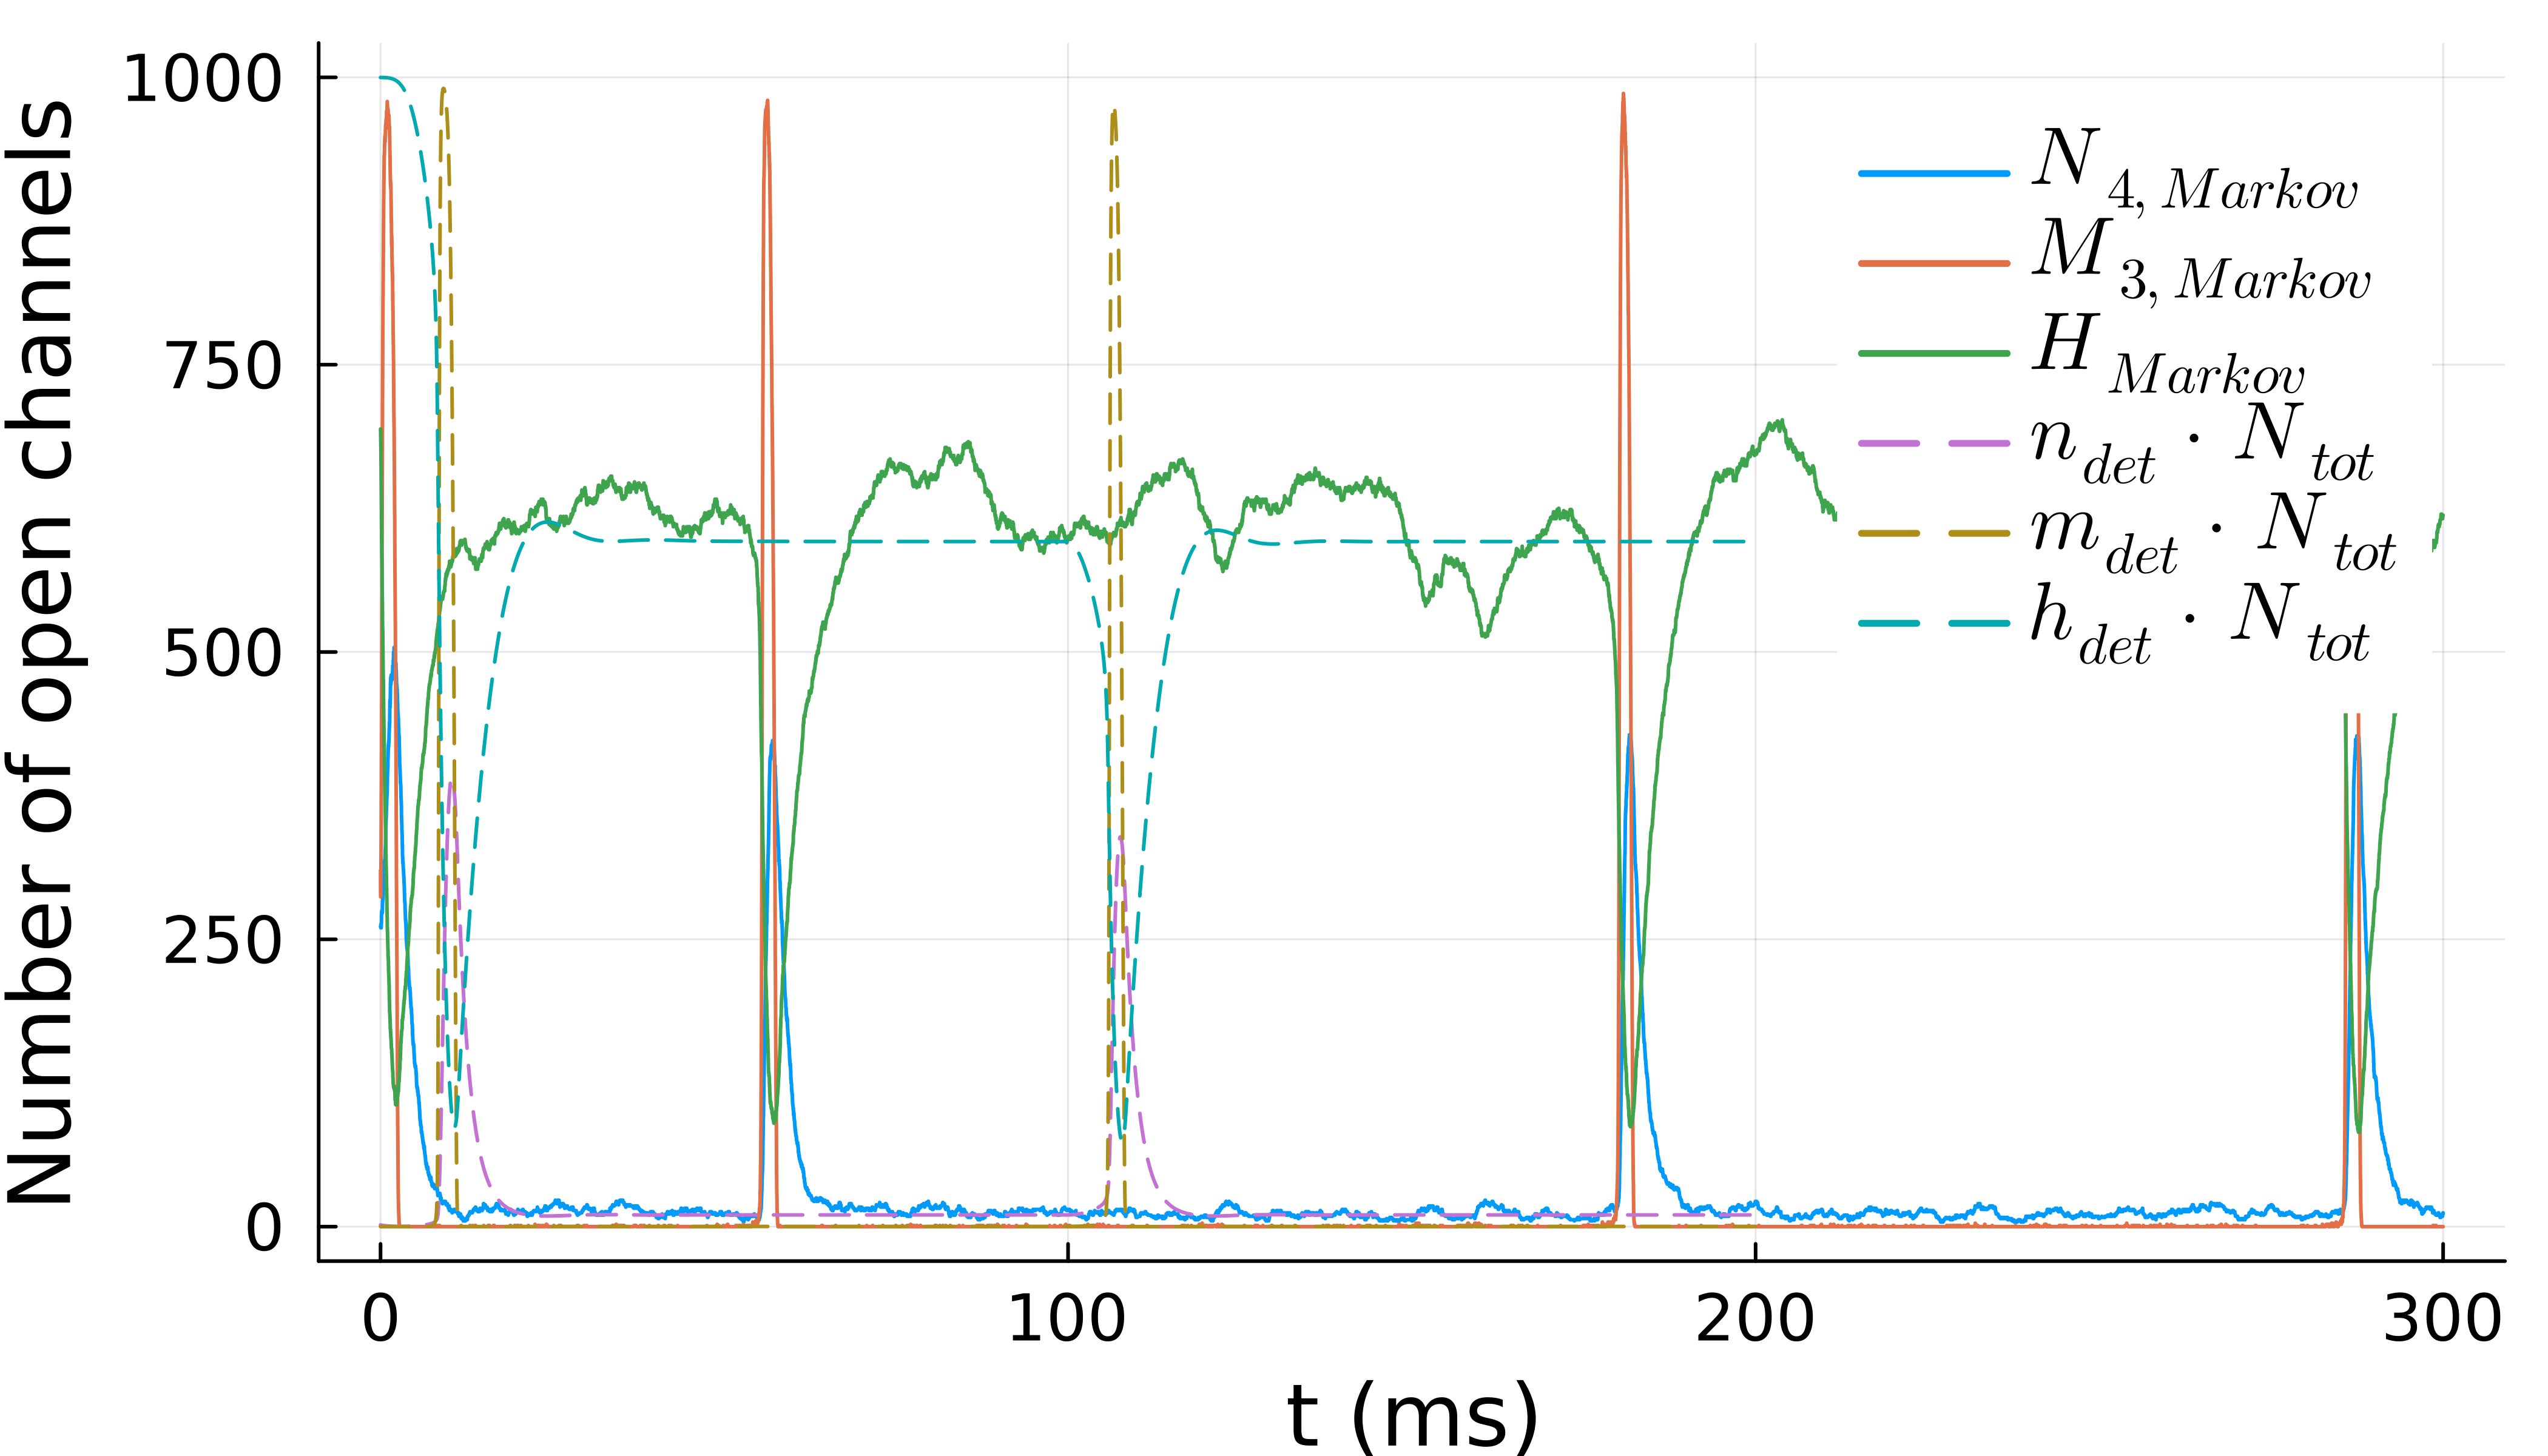 Number of open channels
1000
750
500
250
0
0 100 200 300
t (ms)
N4, Markov
M3, Markov
HMarkov
ndet · Ntot
mdet · Ntot
hdet · Ntot